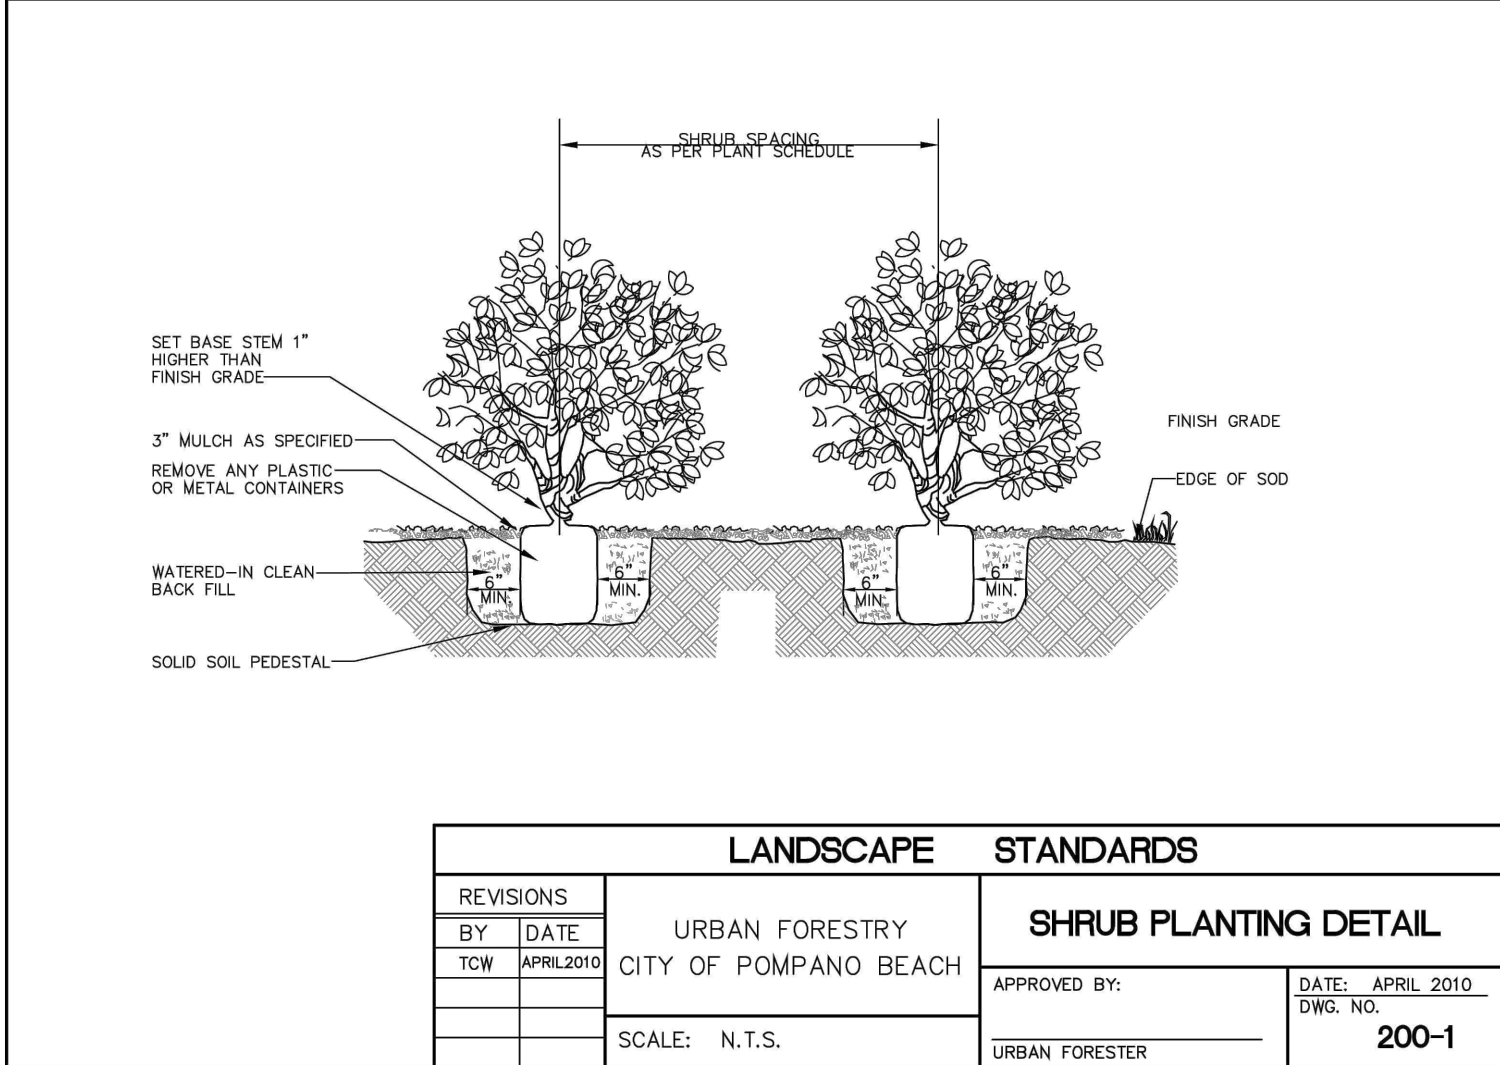 SHRUB SPACING
AS PER PLANT SCHEDULE
SET BASE STEM 1”
HIGHER THAN
FINISH GRADE
3” MULCH AS SPECIFIED
REMOVE ANY PLASTIC
OR METAL CONTAINERS
WATERED-IN CLEAN
BACK FILL
SOLID SOIL PEDESTAL
6”
MIN.
6”
MIN.
6”
MIN.
6”
MIN.
FINISH GRADE
EDGE OF SOD
LANDSCAPE STANDARDS
REVISIONS
BY DATE
TCW APRIL2010
URBAN FORESTRY
CITY OF POMPANO BEACH
SCALE: N.T.S.
SHRUB PLANTING DETAIL
APPROVED BY:
URBAN FORESTER
DATE: APRIL 2010
DWG. NO.
200-1